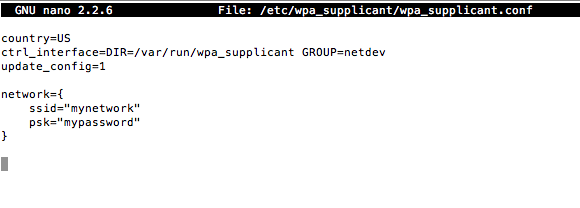 GNU nano 2.2.6 File: /etc/wpa_supplicant/wpa_supplicant.conf
country=US
ctrl_interface=DIR=/var/run/wpa_supplicant GROUP=netdev
update_config=1
network={
    ssid="mynetwork"
    psk="mypassword"
}